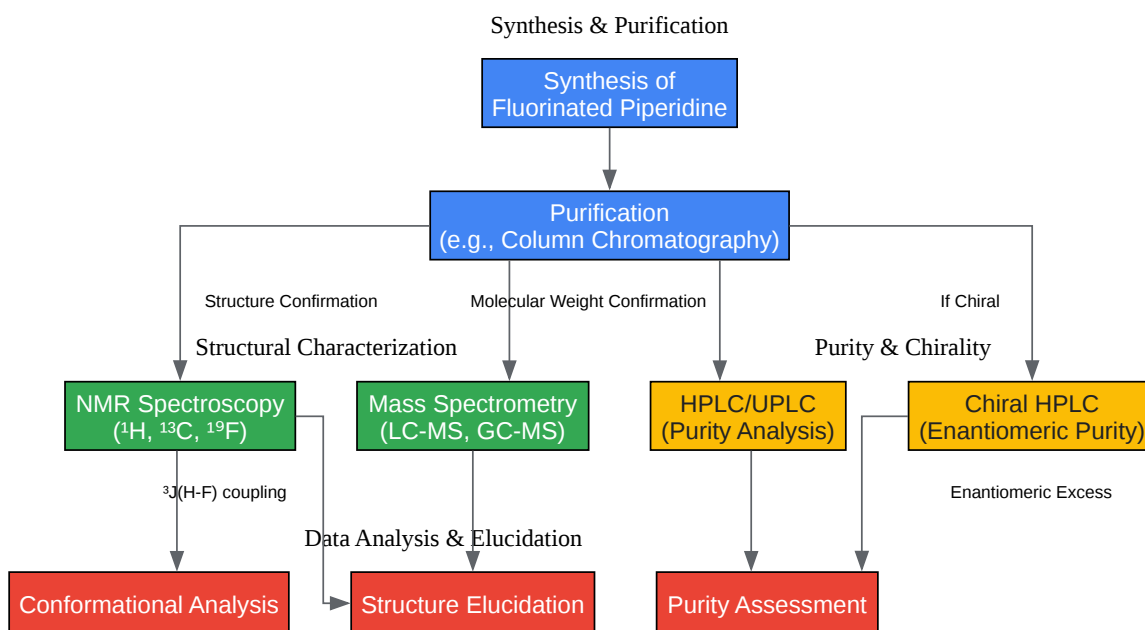 Synthesis & Purification
Synthesis of
Fluorinated Piperidine
Purification
(e.g., Column Chromatography)
Structure Confirmation
Molecular Weight Confirmation
If Chiral
Structural Characterization
Purity & Chirality
NMR Spectroscopy
(¹H, ¹³C, ¹⁹F)
Mass Spectrometry
(LC-MS, GC-MS)
HPLC/UPLC
(Purity Analysis)
Chiral HPLC
(Enantiomeric Purity)
³J(H-F) coupling
Enantiomeric Excess
Data Analysis & Elucidation
Conformational Analysis
Structure Elucidation
Purity Assessment